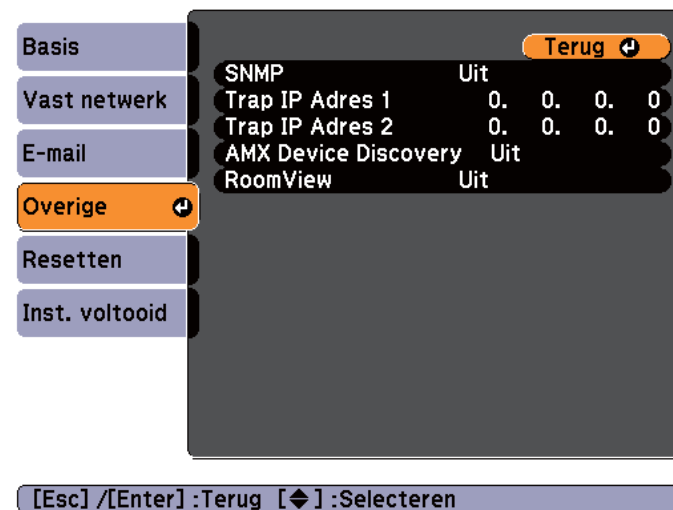 Basis
Vast netwerk
E-mail
Overige
Resetten
Inst. voltooid
Terug
SNMP Uit
Trap IP Adres 1 0. 0. 0. 0
Trap IP Adres 2 0. 0. 0. 0
AMX Device Discovery Uit
RoomView Uit
[Esc] /[Enter] :Terug [◆] :Selecteren